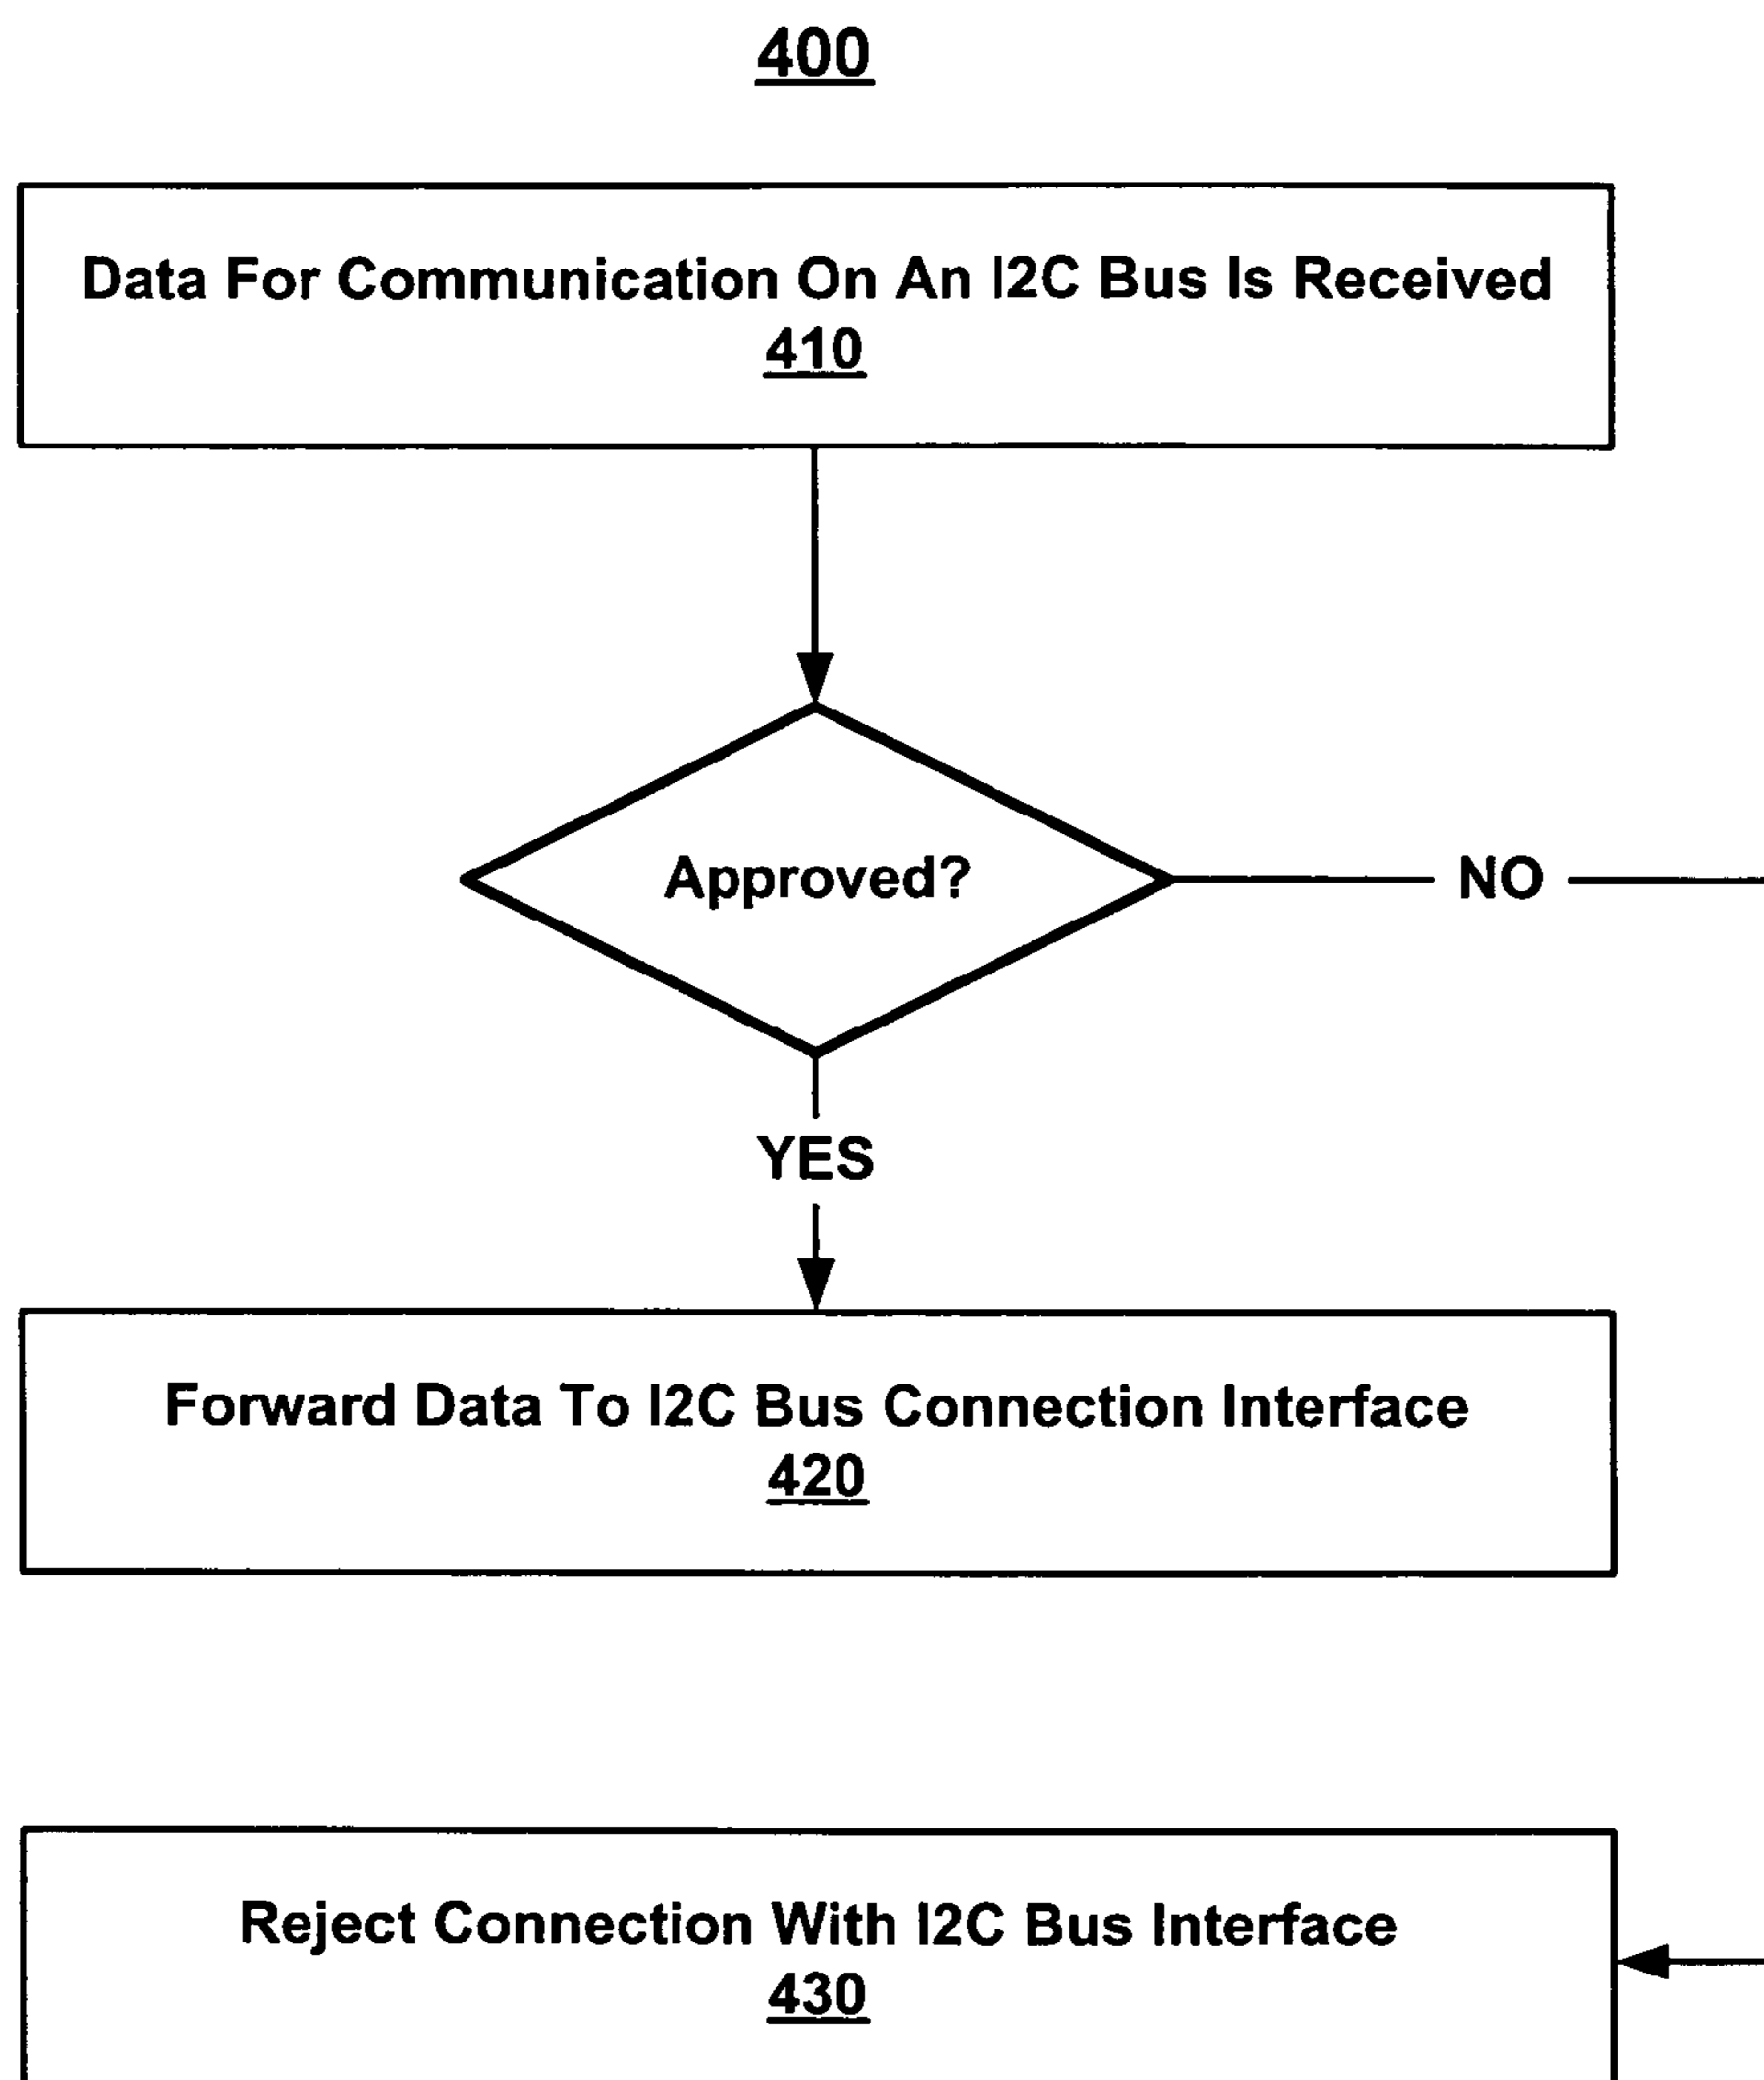 400
Data For Communication On An I2C Bus Is Received
410
Approved?
NO
YES
Forward Data To I2C Bus Connection Interface
420
Reject Connection With I2C Bus Interface
430